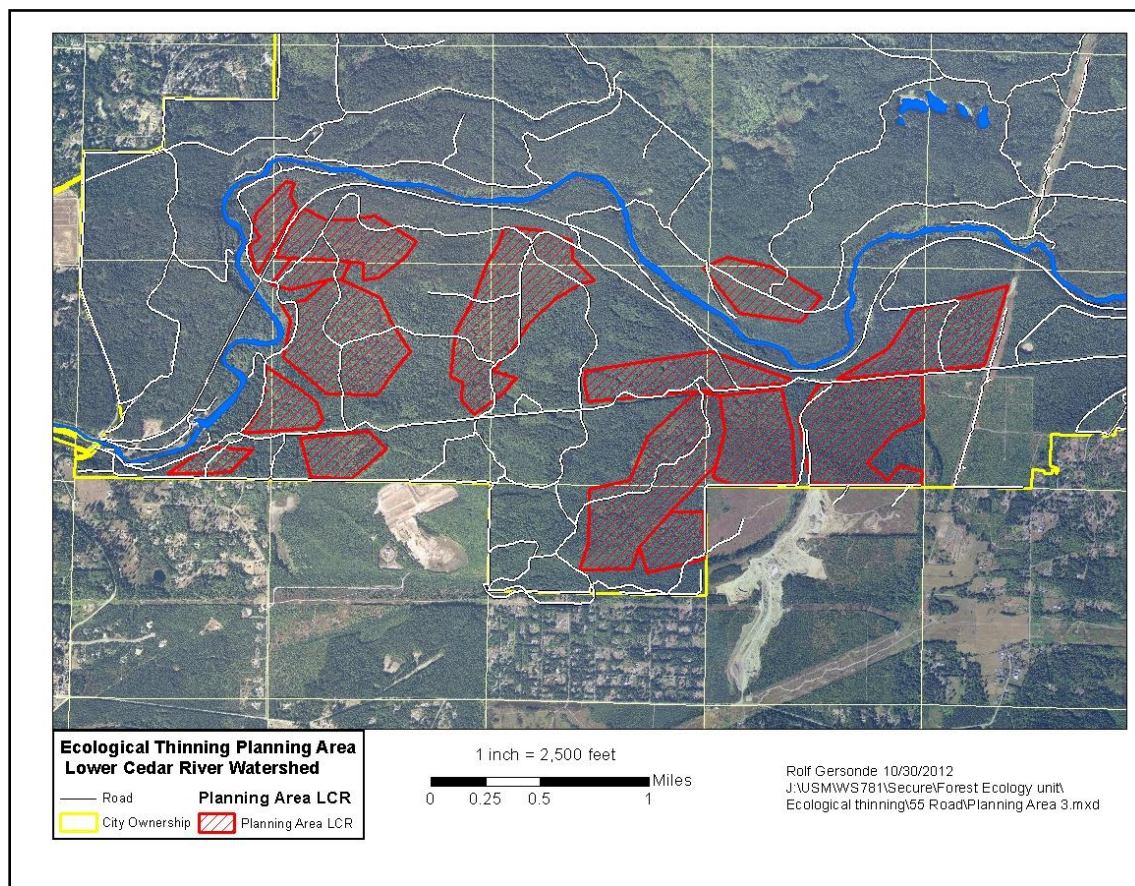 Ecological Thinning Planning Area
Lower Cedar River Watershed
Road
Planning Area LCR
City Ownership
Planning Area LCR
1 inch = 2,500 feet
Miles
0 0.25 0.5 1
Rolf Gersonde 10/30/2012
J:\USM\WS781\Secure\Forest Ecology unit\
Ecological thinning\55 Road\Planning Area 3.mxd